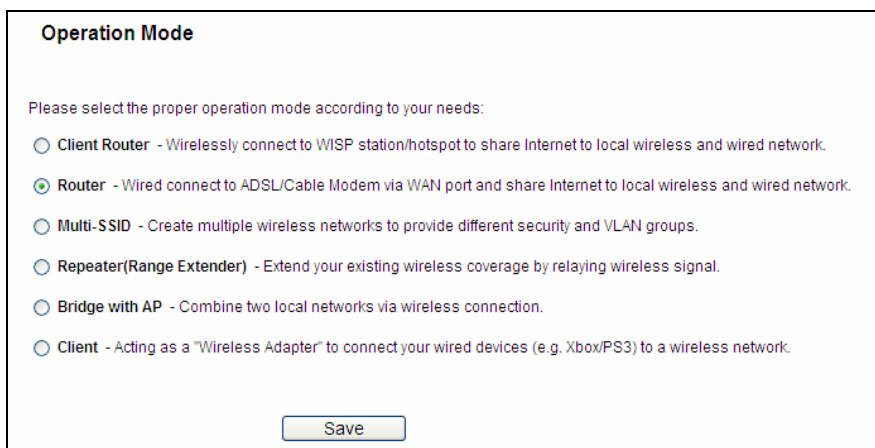 Operation Mode
Please select the proper operation mode according to your needs:
Client Router - Wirelessly connect to WISP station/hotspot to share Internet to local wireless and wired network.
Router - Wired connect to ADSL/Cable Modem via WAN port and share Internet to local wireless and wired network.
Multi-SSID - Create multiple wireless networks to provide different security and VLAN groups.
Repeater(Range Extender) - Extend your existing wireless coverage by relaying wireless signal.
Bridge with AP - Combine two local networks via wireless connection.
Client - Acting as a "Wireless Adapter" to connect your wired devices (e.g. Xbox/PS3) to a wireless network.
Save